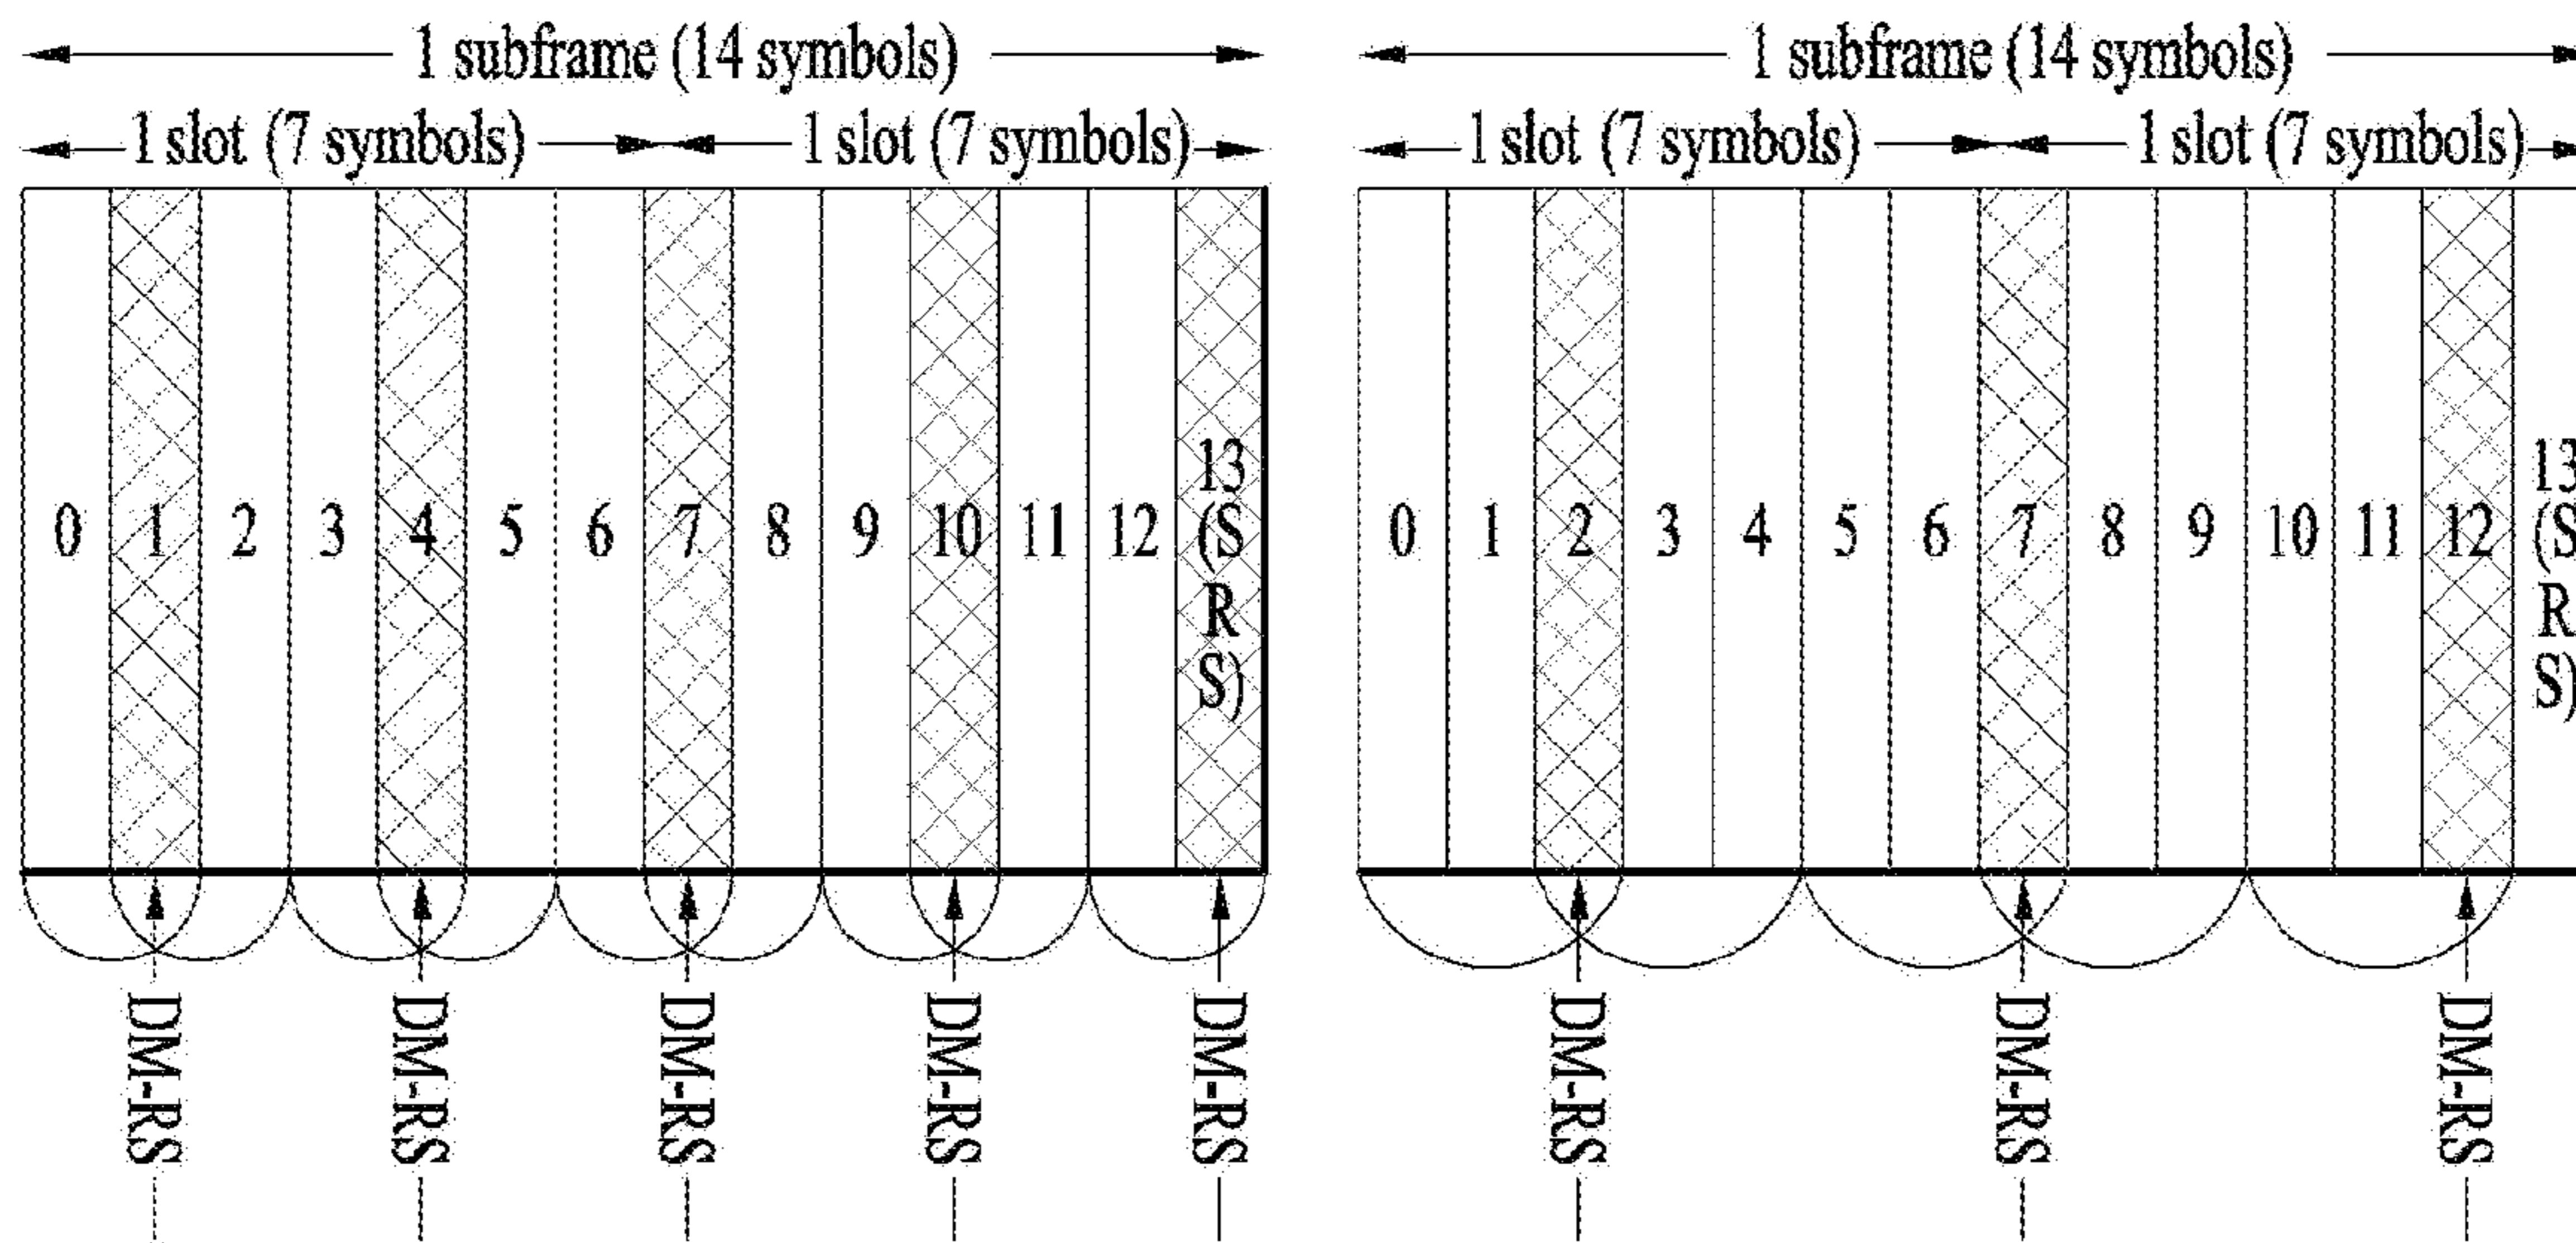 1 subframe (14 symbols) 1 subframe (14 symbols)
1 slot (7 symbols) 1 slot (7 symbols) 1 slot (7 symbols) 1 slot (7 symbols)
0 1 2 3 4 5 6 7 8 9 10 11 12 13 0 1 2 3 4 5 6 7 8 9 10 11 12 13
(S (S
R R
S) S)
DM-RS DM-RS DM-RS DM-RS DM-RS DM-RS DM-RS DM-RS